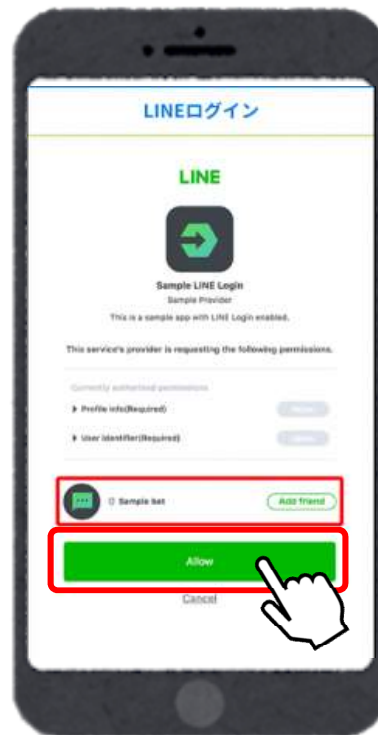 LINEログイン
LINE
Sample LINE Login
Sample Provider
This is a sample app with LINE Login enabled.
This service's provider is requesting the following permissions.
Currently authorized permissions
Profile info(Required)
User identifier(Required)
Sample bot
Add friend
Allow
Cancel